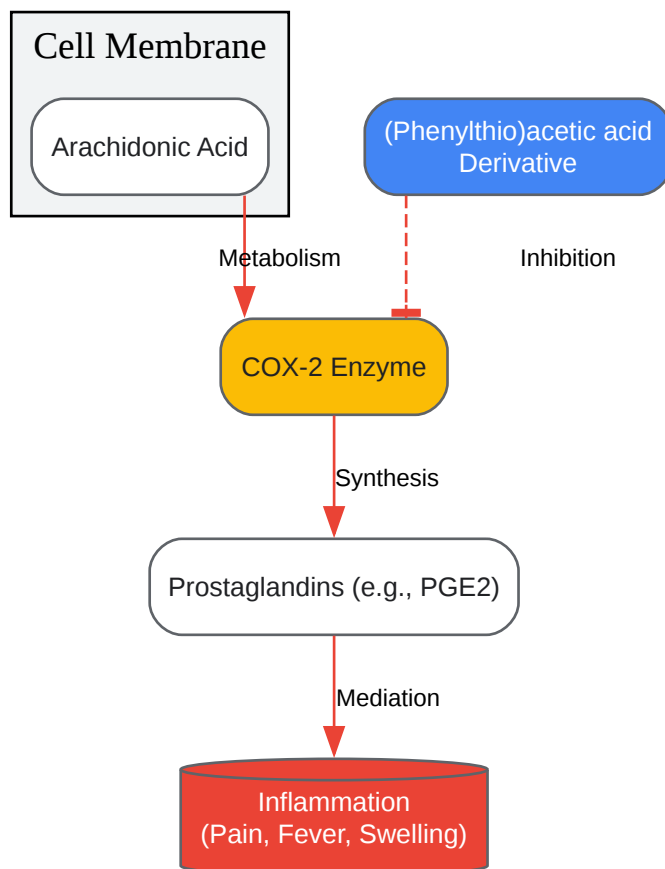 Cell Membrane
Arachidonic Acid
(Phenylthio)acetic acid
Derivative
Metabolism
Inhibition
COX-2 Enzyme
Synthesis
Prostaglandins (e.g., PGE2)
Mediation
Inflammation
(Pain, Fever, Swelling)